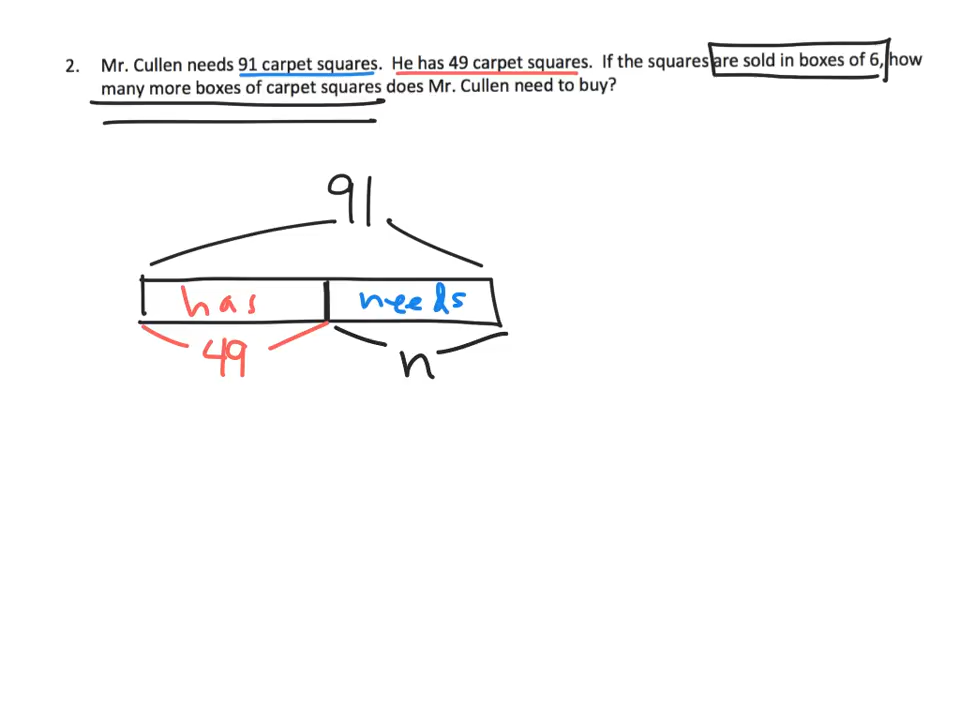 2. Mr. Cullen needs 91 carpet squares. He has 49 carpet squares. If the squares are sold in boxes of 6, how
many more boxes of carpet squares does Mr. Cullen need to buy?
91
has needs
49 n